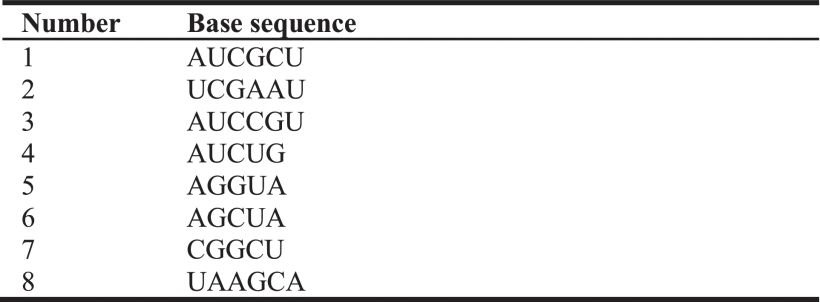 Number Base sequence
1 AUCGCU
2 UCGAAU
3 AUCCGU
4 AUCUG
5 AGGUA
6 AGCUA
7 CGGCU
8 UAAGCA